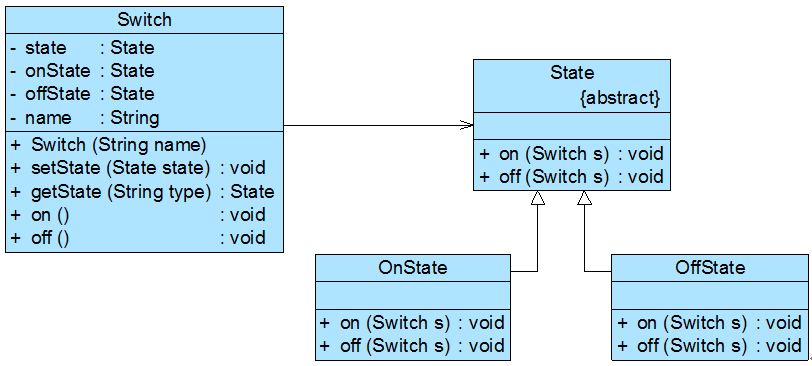 Switch
- state : State
- onState : State
- offState : State
- name : String
+ Switch (String name)
+ setState (State state) : void
+ getState (String type) : State
+ on () : void
+ off () : void
State
{abstract}
+ on (Switch s) : void
+ off (Switch s) : void
OnState
+ on (Switch s) : void
+ off (Switch s) : void
OffState
+ on (Switch s) : void
+ off (Switch s) : void